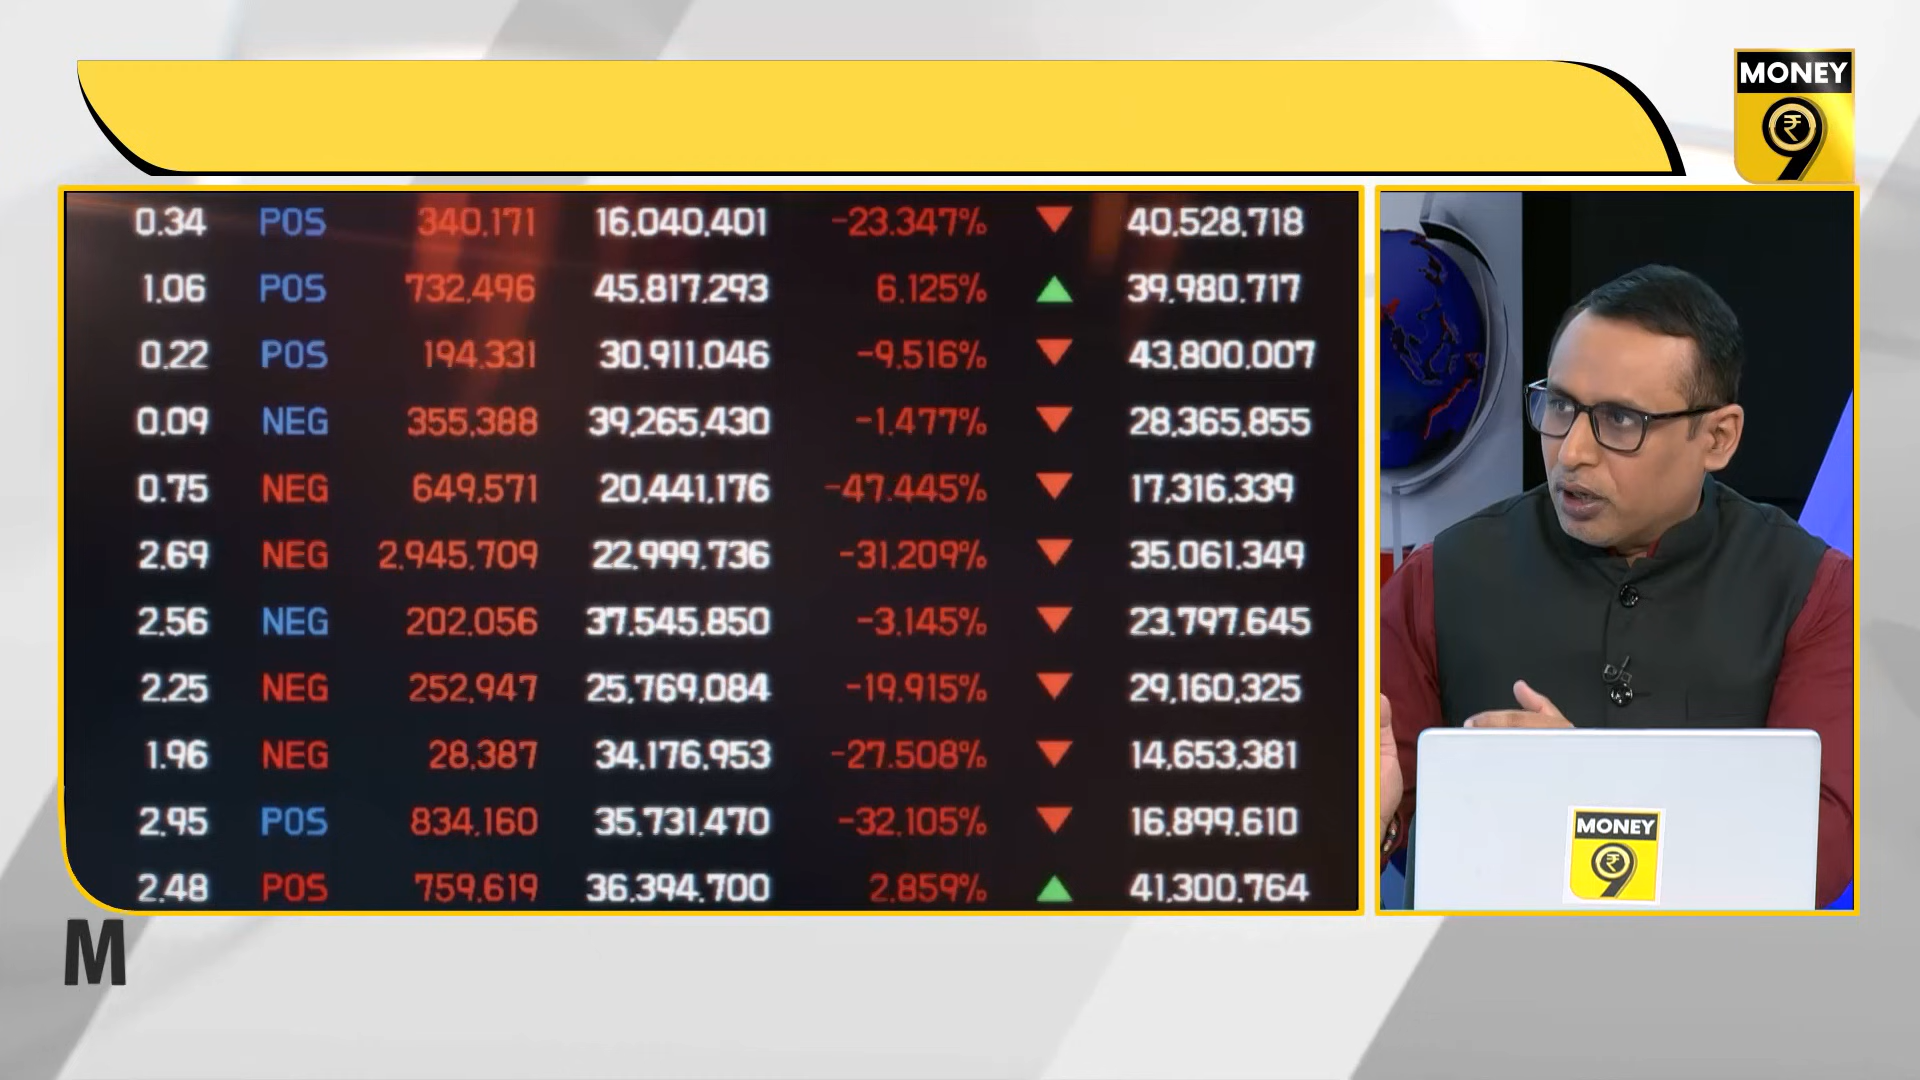 MONEY
9
0.34 POS 340.171 16.040.401 -23.347% ▼ 40.528.718
1.06 POS 732.496 45.817.293 6.125% ▲ 39.980.717
0.22 POS 194.331 30.911.046 -9.516% ▼ 43.800.007
0.09 NEG 355.388 39.265.430 -1.477% ▼ 28.365.855
0.75 NEG 649.571 20.441.176 -47.445% ▼ 17.316.339
2.69 NEG 2.945.709 22.999.736 -31.209% ▼ 35.061.349
2.56 NEG 202.056 37.545.850 -3.145% ▼ 23.797.645
2.25 NEG 252.947 25.769.084 -19.915% ▼ 29.160.325
1.96 NEG 28.387 34.176.953 -27.508% ▼ 14.653.381
2.95 POS 834.160 35.731.470 -32.105% ▼ 16.899.610
2.48 POS 759.619 36.394.700 2.859% ▲ 41.300.764
MONEY
9
M